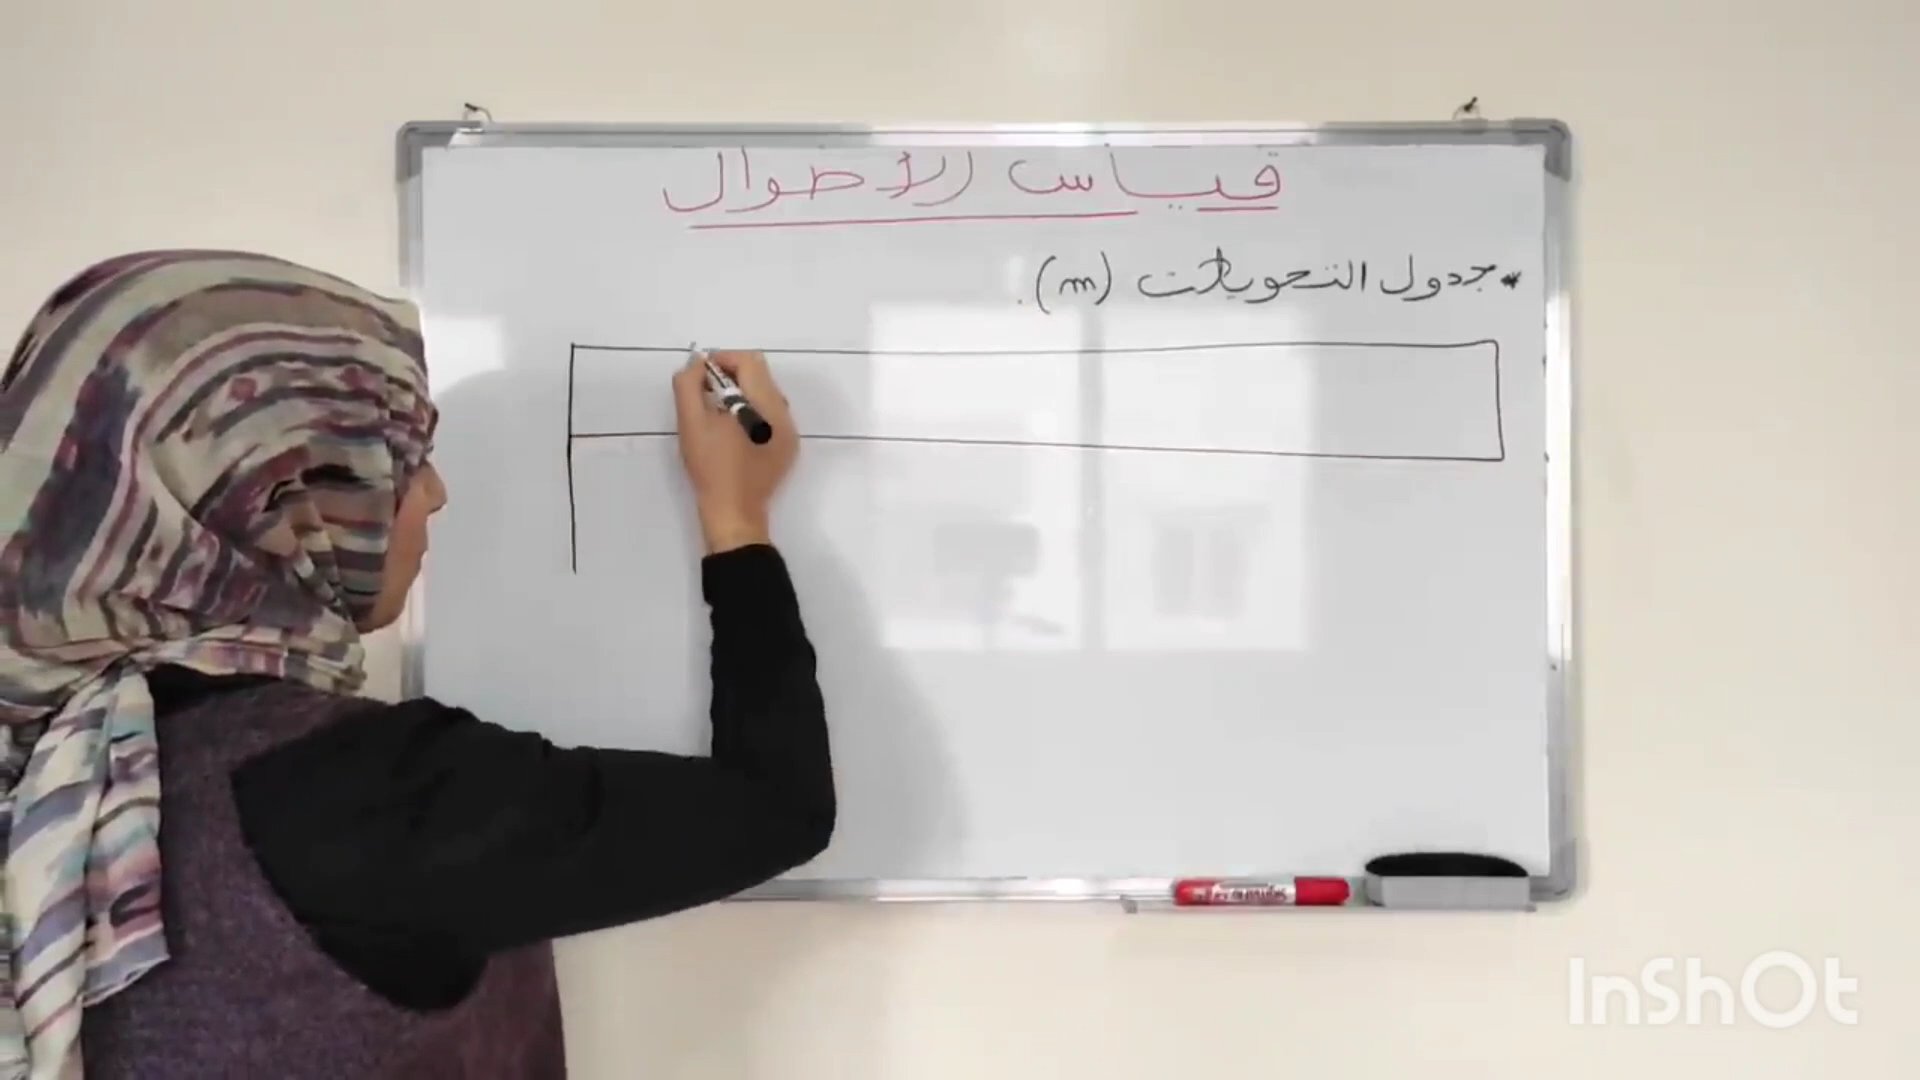 قياس الأطوال
* جدول التحويلات (m).
InShOt